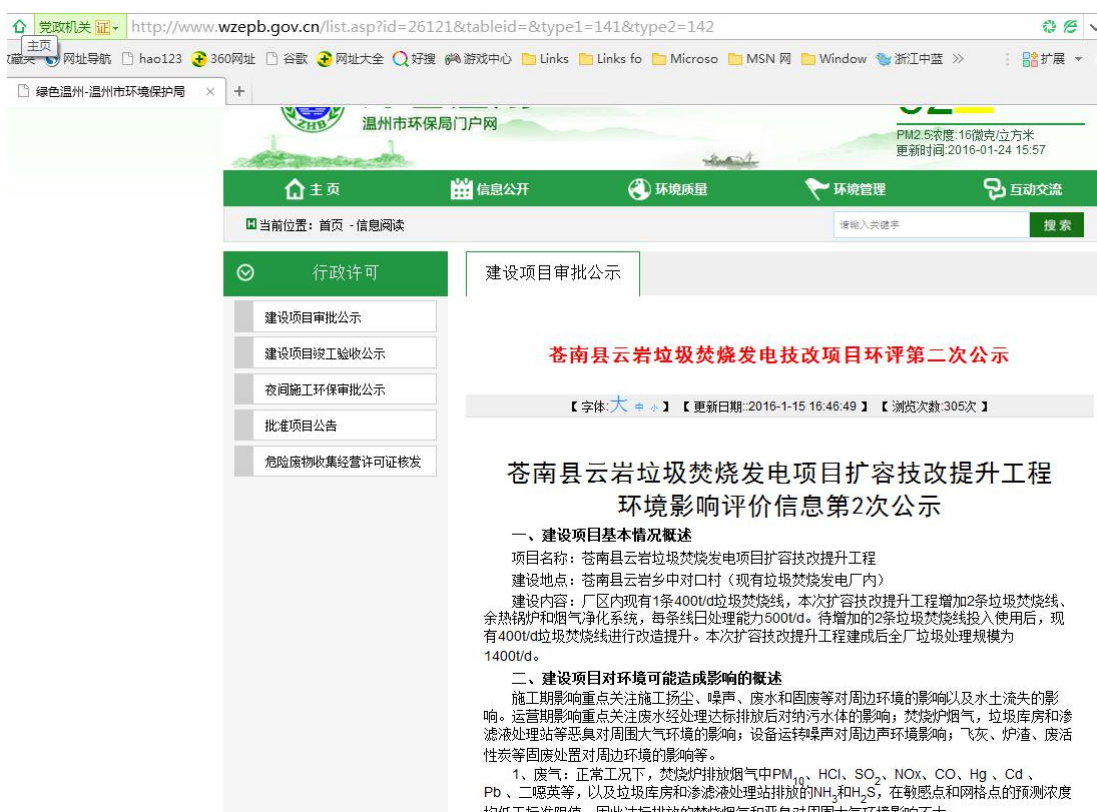 党政机关 证 http://www.wzepb.gov.cn/list.asp?id=26121&tableid=&type1=141&type2=142
主页
网址导航 hao123 360网址 谷歌 网址大全 好搜 游戏中心 Links Links fo Microso MSN 网 Window 浙江中蓝 » 扩展
绿色温州-温州市环境保护局 × +
ZHB
温州市环保局门户网
PM2.5浓度:16微克/立方米
更新时间:2016-01-24 15:57
主页 信息公开 环境质量 环境管理 互动交流
当前位置：首页 - 信息阅读 请输入关键字 搜索
行政许可
建设项目审批公示
建设项目竣工验收公示
夜间施工环保审批公示
批准项目公告
危险废物收集经营许可证核发
建设项目审批公示
苍南县云岩垃圾焚烧发电技改项目环评第二次公示
【 字体:大 中 小 】 【 更新日期::2016-1-15 16:46:49 】 【 浏览次数:305次 】
苍南县云岩垃圾焚烧发电项目扩容技改提升工程
环境影响评价信息第2次公示
一、建设项目基本情况概述
项目名称：苍南县云岩垃圾焚烧发电项目扩容技改提升工程
建设地点：苍南县云岩乡中对口村（现有垃圾焚烧发电厂内）
建设内容：厂区内现有1条400t/d垃圾焚烧线，本次扩容技改提升工程增加2条垃圾焚烧线、
余热锅炉和烟气净化系统，每条线日处理能力500t/d。待增加的2条垃圾焚烧线投入使用后，现
有400t/d垃圾焚烧线进行改造提升。本次扩容技改提升工程建成后全厂垃圾处理规模为
1400t/d。
二、建设项目对环境可能造成影响的概述
施工期影响重点关注施工扬尘、噪声、废水和固废等对周边环境的影响以及水土流失的影
响。运营期影响重点关注废水经处理达标排放后对纳污水体的影响；焚烧炉烟气，垃圾库房和渗
滤液处理站等恶臭对周围大气环境的影响；设备运转噪声对周边声环境影响；飞灰、炉渣、废活
性炭等固废处置对周边环境的影响等。
1、废气：正常工况下，焚烧炉排放烟气中PM10、HCl、SO2、NOx、CO、Hg 、Cd 、
Pb 、二噁英等，以及垃圾库房和渗滤液处理站排放的NH3和H2S，在敏感点和网格点的预测浓度